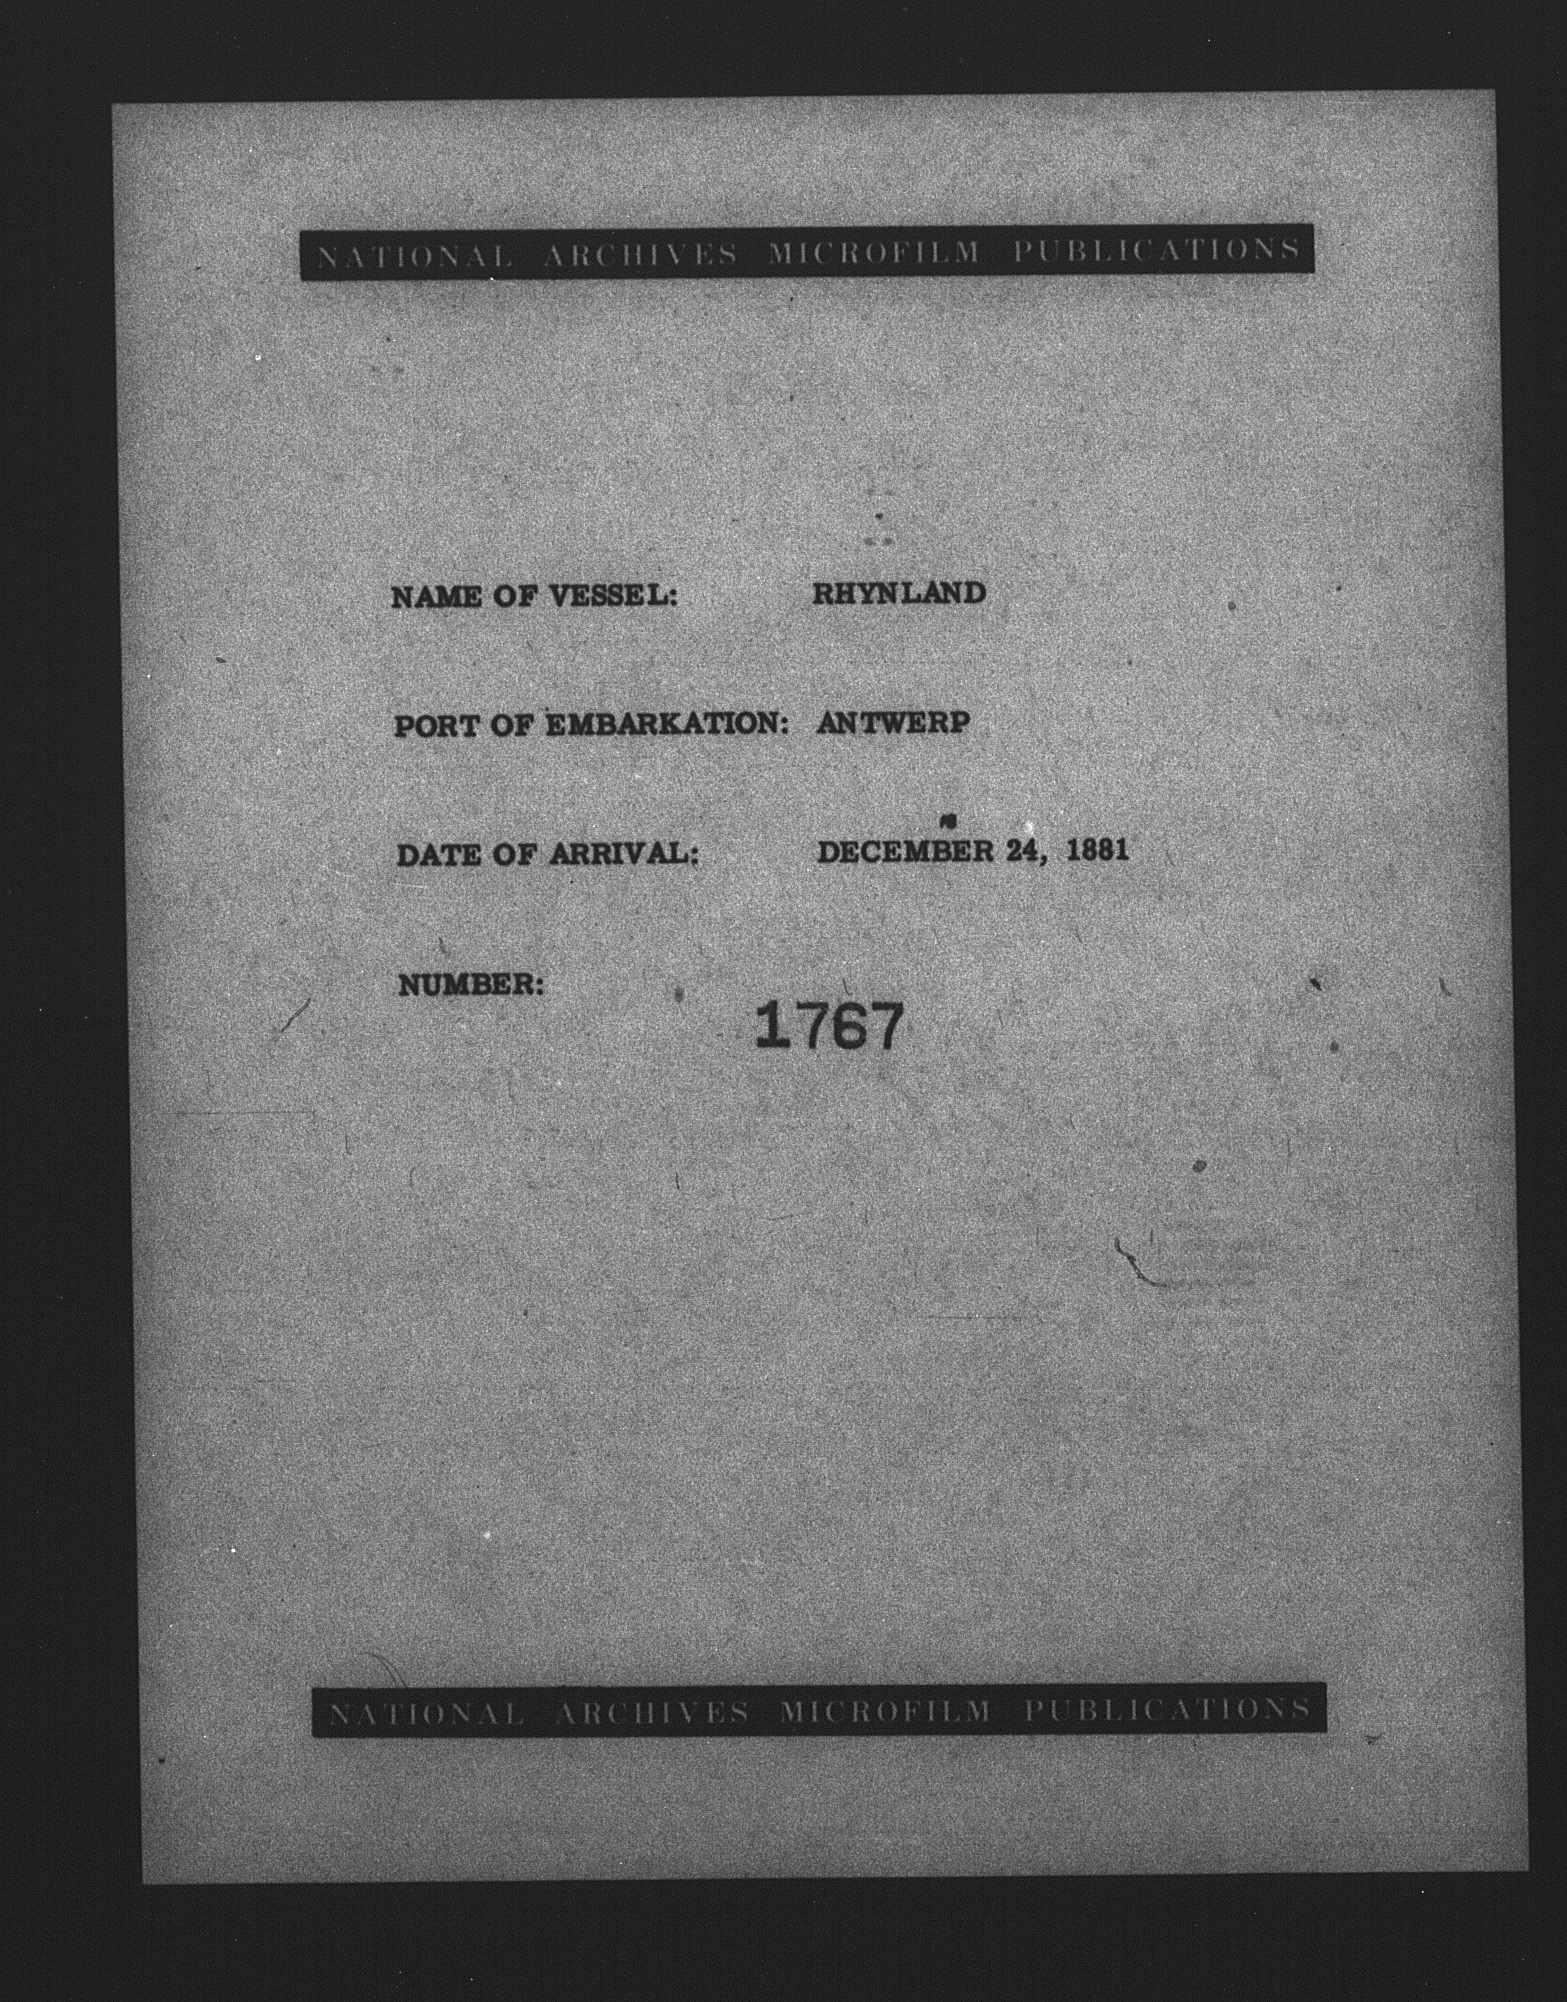 NATIONAL ARCHIVES MICROFILM PUBLICATIONS
NAME OF VESSEL: RHYNLAND
PORT OF EMBARKATION: ANTWERP
DATE OF ARRIVAL: DECEMBER 24, 1881
NUMBER:
1767
NATIONAL ARCHIVES MICROFILM PUBLICATIONS